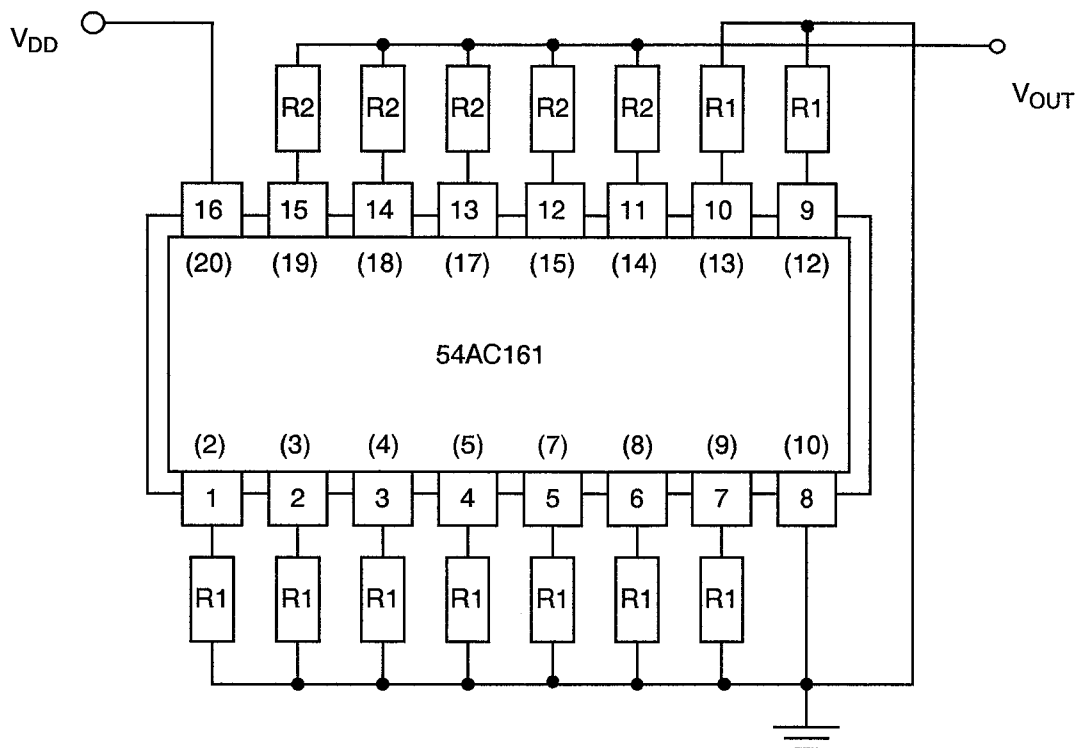 V_DD
R2 R2 R2 R2 R2 R1 R1
V_OUT
16 15 14 13 12 11 10 9
(20) (19) (18) (17) (15) (14) (13) (12)
54AC161
(2) (3) (4) (5) (7) (8) (9) (10)
1 2 3 4 5 6 7 8
R1 R1 R1 R1 R1 R1 R1